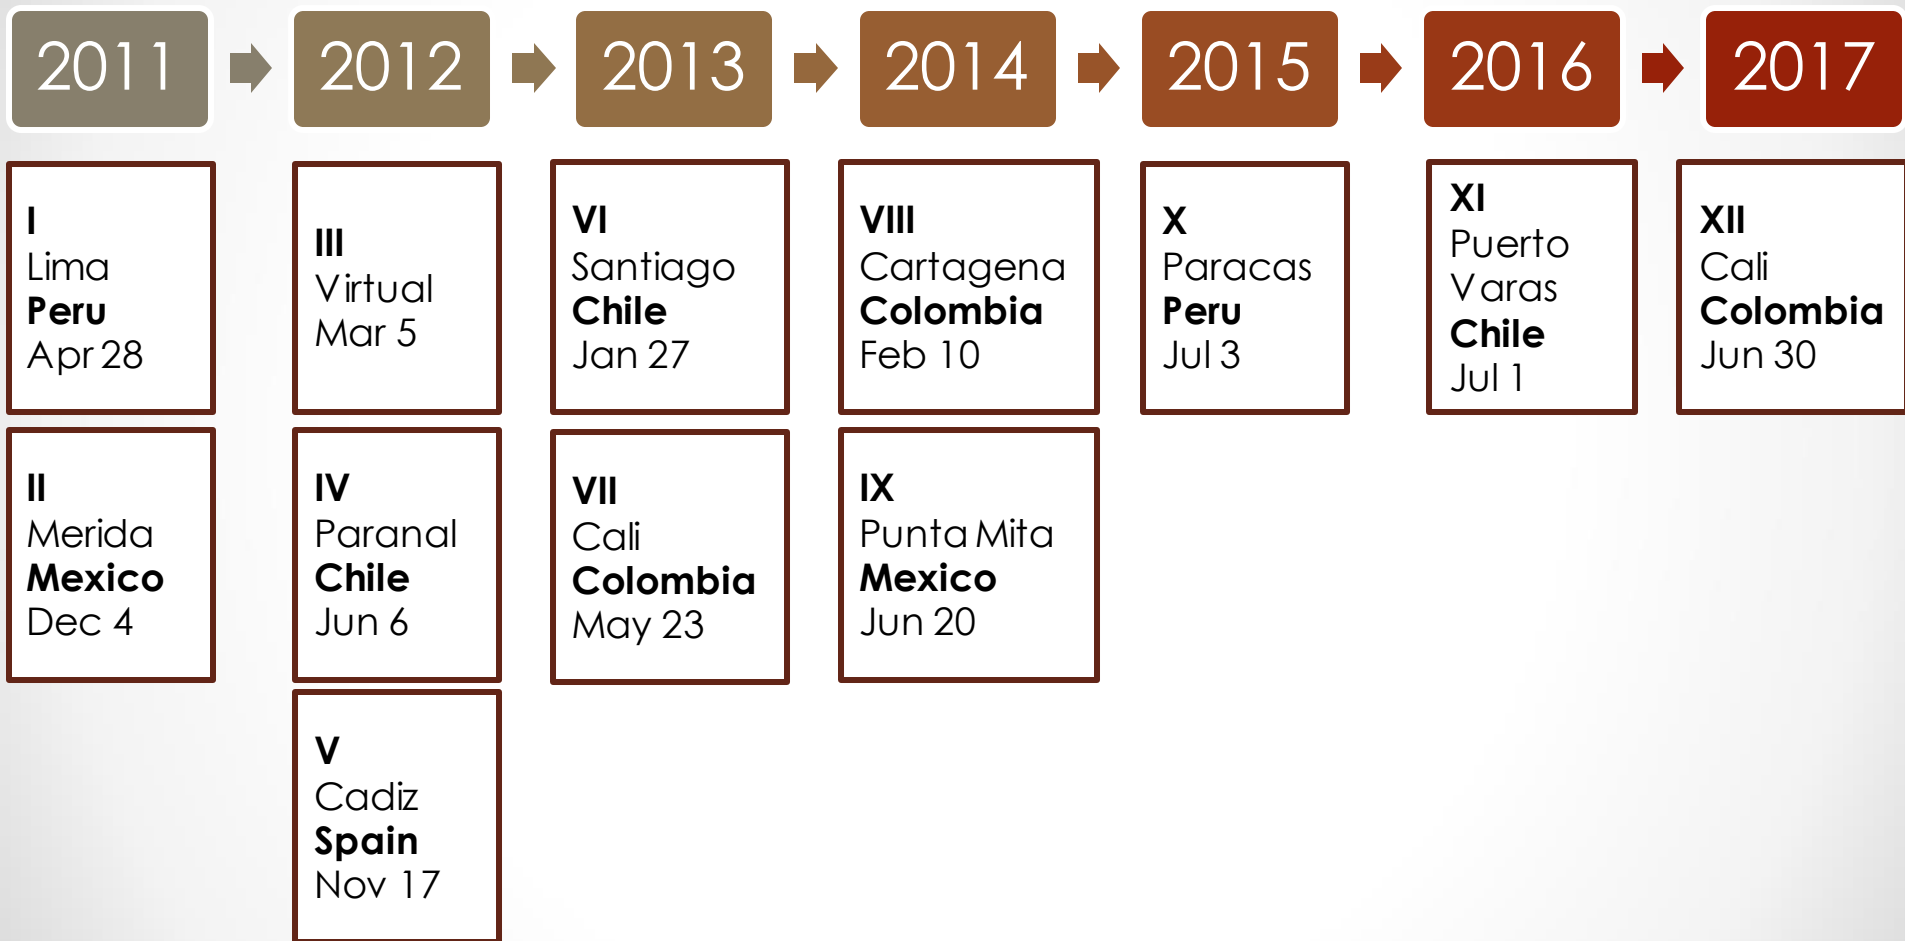 2011
2012
2013
2014
2015
2016
2017
I
Lima
Peru
Apr 28
II
Merida
Mexico
Dec 4
III
Virtual
Mar 5
IV
Paranal
Chile
Jun 6
V
Cadiz
Spain
Nov 17
VI
Santiago
Chile
Jan 27
VII
Cali
Colombia
May 23
VIII
Cartagena
Colombia
Feb 10
IX
Punta Mita
Mexico
Jun 20
X
Paracas
Peru
Jul 3
XI
Puerto
Varas
Chile
Jul 1
XII
Cali
Colombia
Jun 30